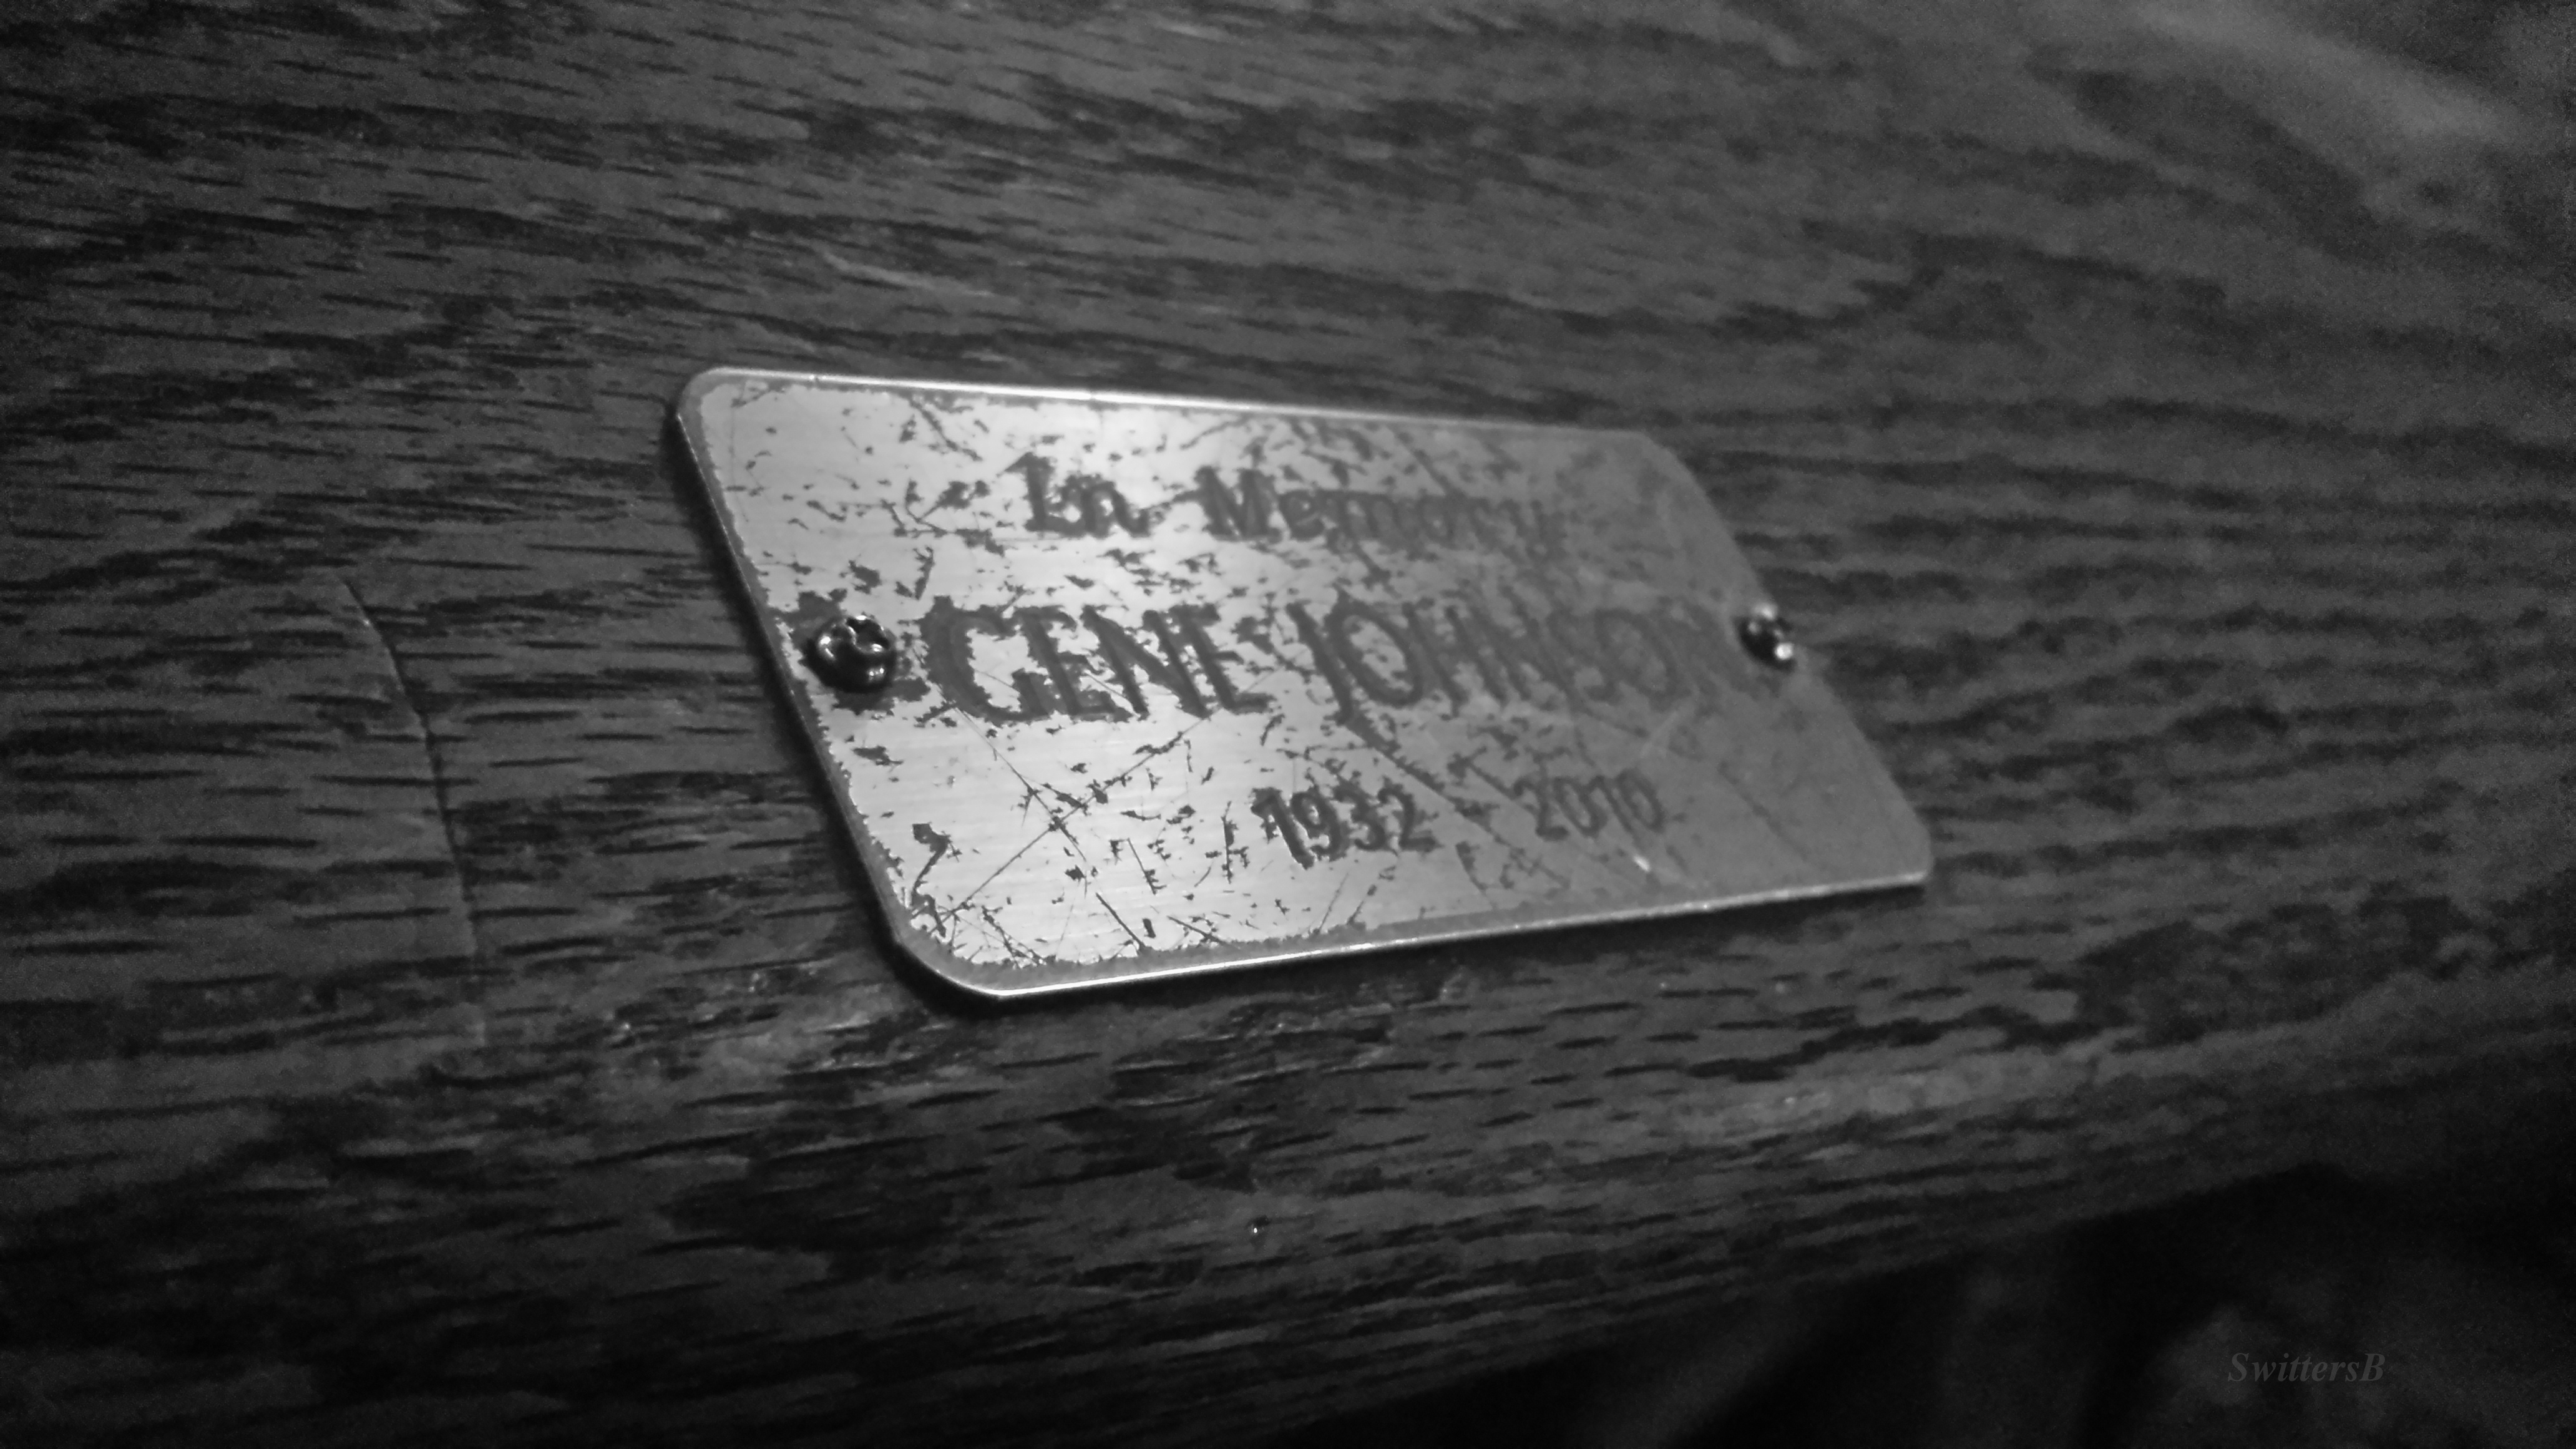 In Memory
GENE JOHNSON
1932 - 2010
SwittersB